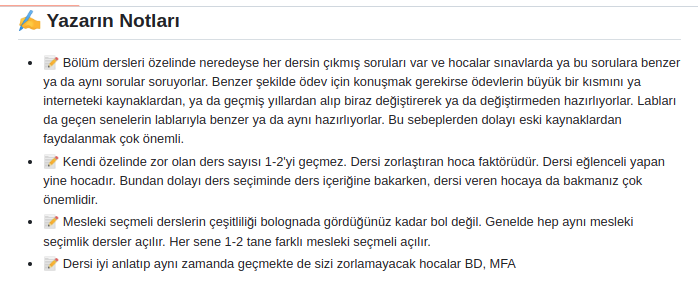 ✍️ Yazarın Notları
📝 Bölüm dersleri özelinde neredeyse her dersin çıkmış soruları var ve hocalar sınavlarda ya bu sorulara benzer
ya da aynı sorular soruyorlar. Benzer şekilde ödev için konuşmak gerekirse ödevlerin büyük bir kısmını ya
interneteki kaynaklardan, ya da geçmiş yıllardan alıp biraz değiştirerek ya da değiştirmeden hazırlıyorlar. Labları
da geçen senelerin lablarıyla benzer ya da aynı hazırlıyorlar. Bu sebeplerden dolayı eski kaynaklardan
faydalanmak çok önemli.
📝 Kendi özelinde zor olan ders sayısı 1-2'yi geçmez. Dersi zorlaştıran hoca faktörüdür. Dersi eğlenceli yapan
yine hocadır. Bundan dolayı ders seçiminde ders içeriğine bakarken, dersi veren hocaya da bakmanız çok
önemlidir.
📝 Mesleki seçmeli derslerin çeşitliliği bolognada gördüğünüz kadar bol değil. Genelde hep aynı mesleki
seçimlik dersler açılır. Her sene 1-2 tane farklı mesleki seçmeli açılır.
📝 Dersi iyi anlatıp aynı zamanda geçmekte de sizi zorlamayacak hocalar BD, MFA